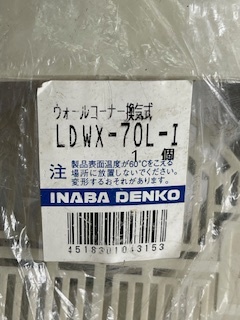 ウォールコーナー換気式
LDWX-70L-I
1 個
注 製品表面温度が60℃をこえる
場所に放置しないでください。
変形するおそれがあります。
INABA DENKO
4518301043153